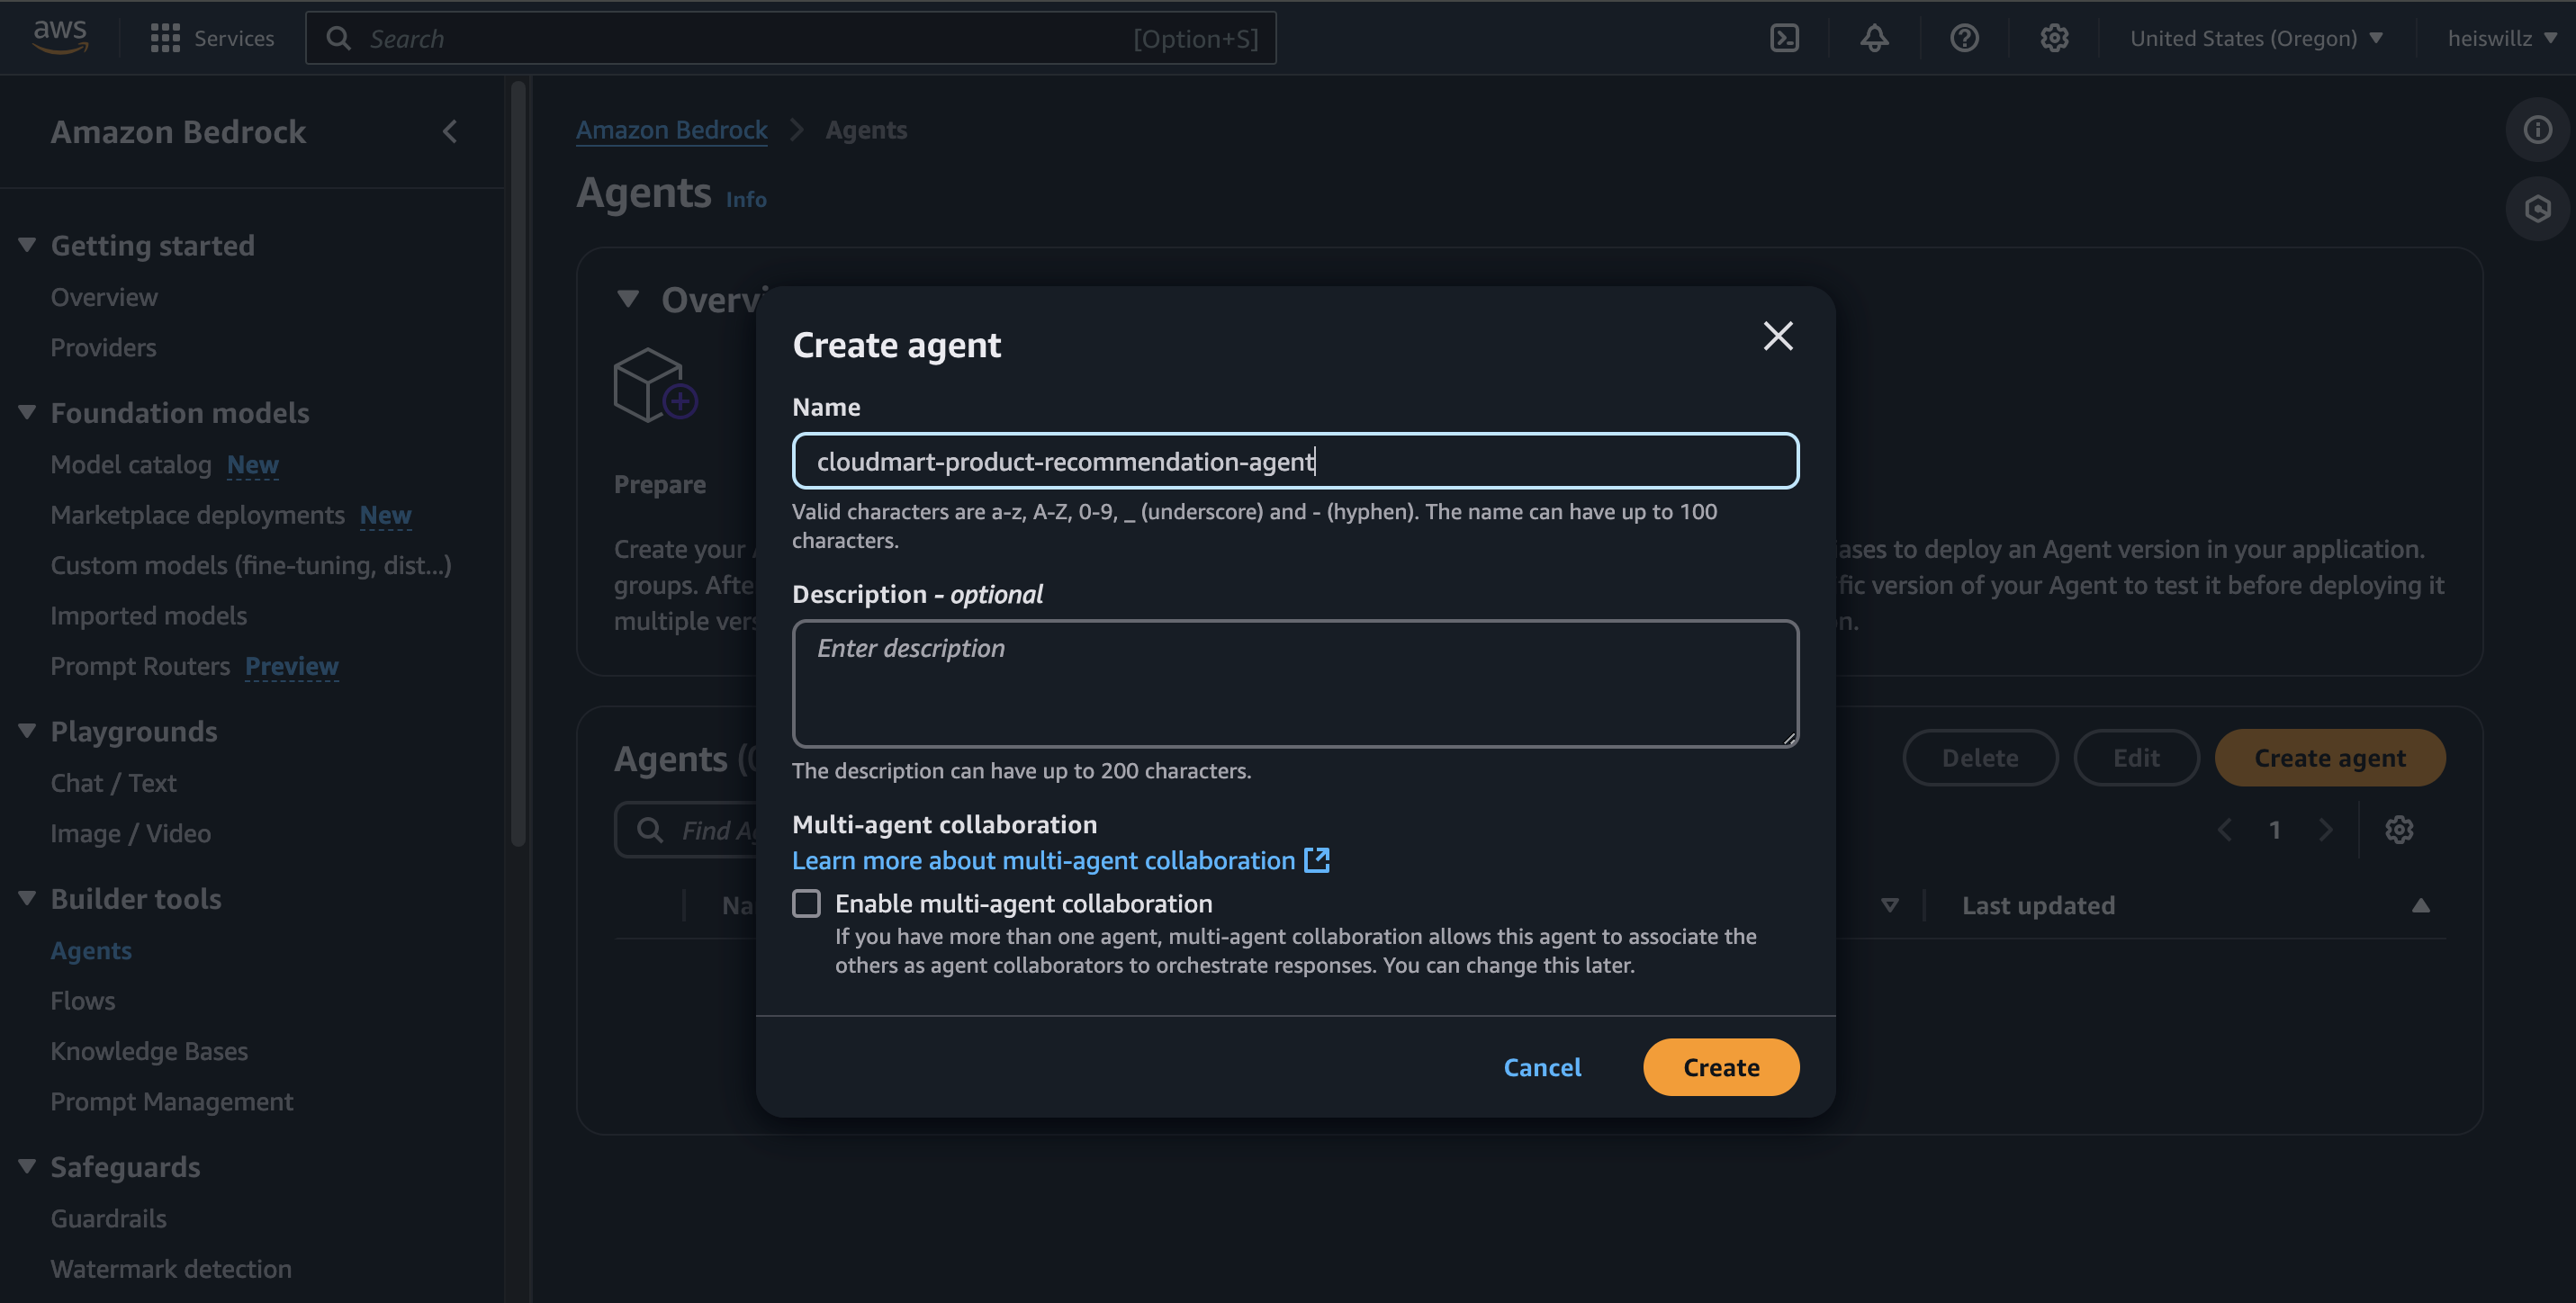 aws
Services
Search
[Option+S]
United States (Oregon)
heiswillz
Amazon Bedrock
Getting started
Overview
Providers
Foundation models
Model catalog New
Marketplace deployments New
Custom models (fine-tuning, dist...)
Imported models
Prompt Routers Preview
Playgrounds
Chat / Text
Image / Video
Builder tools
Agents
Flows
Knowledge Bases
Prompt Management
Safeguards
Guardrails
Watermark detection
Amazon Bedrock > Agents
Agents Info
Prepare
Create your
groups.
multiple
to deploy an Agent version in your application.
version of your Agent to test it before deploying it
Agents
Delete
Edit
Create agent
Find
1
Last updated
Create agent
Name
cloudmart-product-recommendation-agent
Valid characters are a-z, A-Z, 0-9, _ (underscore) and - (hyphen). The name can have up to 100
characters.
Description - optional
Enter description
The description can have up to 200 characters.
Multi-agent collaboration
Learn more about multi-agent collaboration
Enable multi-agent collaboration
If you have more than one agent, multi-agent collaboration allows this agent to associate the
others as agent collaborators to orchestrate responses. You can change this later.
Cancel
Create